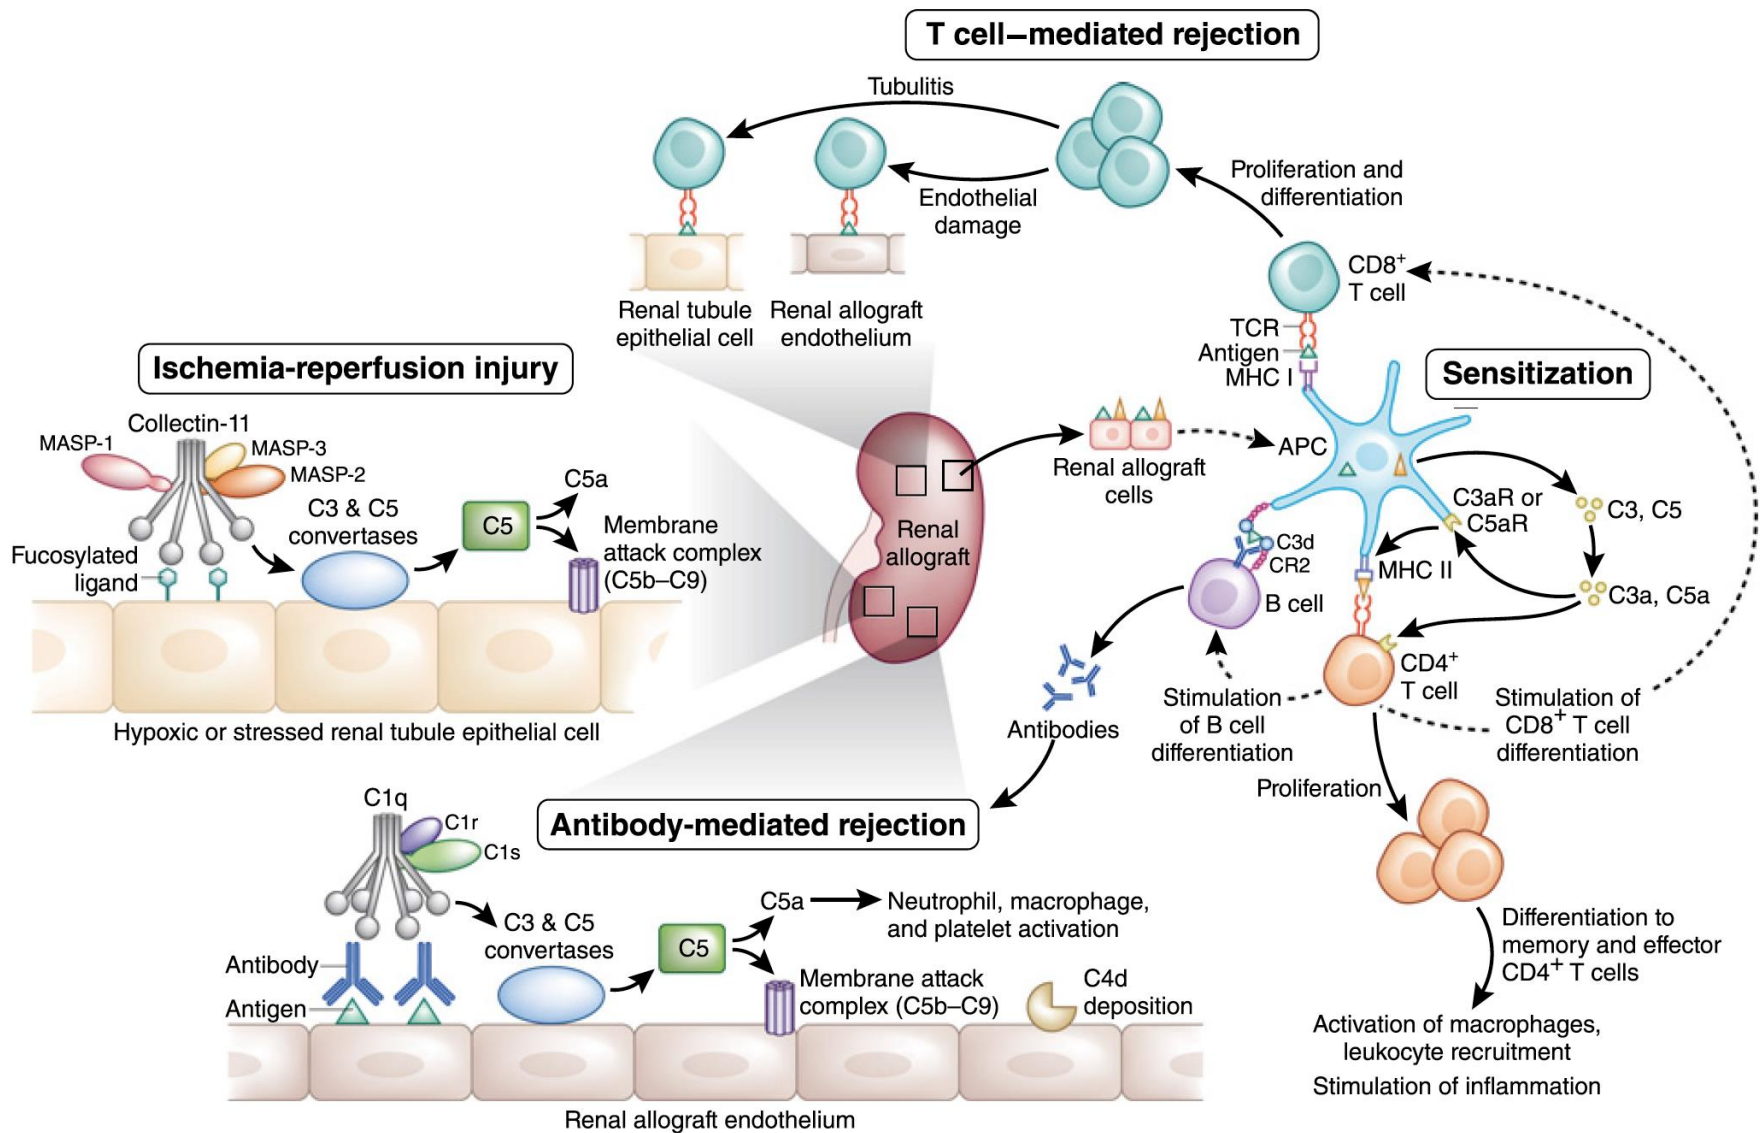 T cell–mediated rejection
Tubulitis
Endothelial
damage
Proliferation and
differentiation
Renal tubule
epithelial cell
Renal allograft
endothelium
CD8+
T cell
TCR
Antigen
MHC I
Sensitization
APC
Renal allograft
cells
C3aR or
C5aR
C3, C5
C3a, C5a
MHC II
C3d
CR2
B cell
CD4+
T cell
Stimulation
of B cell
differentiation
Stimulation of
CD8+ T cell
differentiation
Antibodies
Proliferation
Differentiation to
memory and effector
CD4+ T cells
Activation of macrophages,
leukocyte recruitment
Stimulation of inflammation
Renal
allograft
Ischemia-reperfusion injury
Collectin-11
MASP-1
MASP-3
MASP-2
Fucosylated
ligand
C3 & C5
convertases
C5
C5a
Membrane
attack complex
(C5b–C9)
Hypoxic or stressed renal tubule epithelial cell
Antibody-mediated rejection
C1q
C1r
C1s
Antibody
Antigen
C3 & C5
convertases
C5
C5a
Neutrophil, macrophage,
and platelet activation
Membrane attack
complex (C5b–C9)
C4d
deposition
Renal allograft endothelium